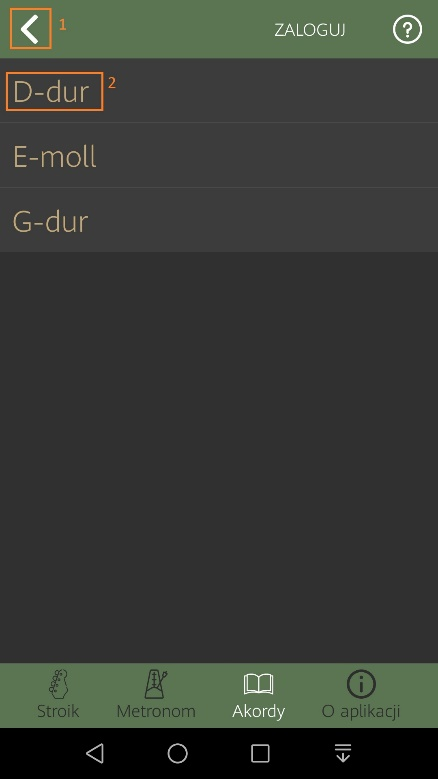 1
ZALOGUJ
?
D-dur 2
E-moll
G-dur
Stroik Metronom Akordy O aplikacji